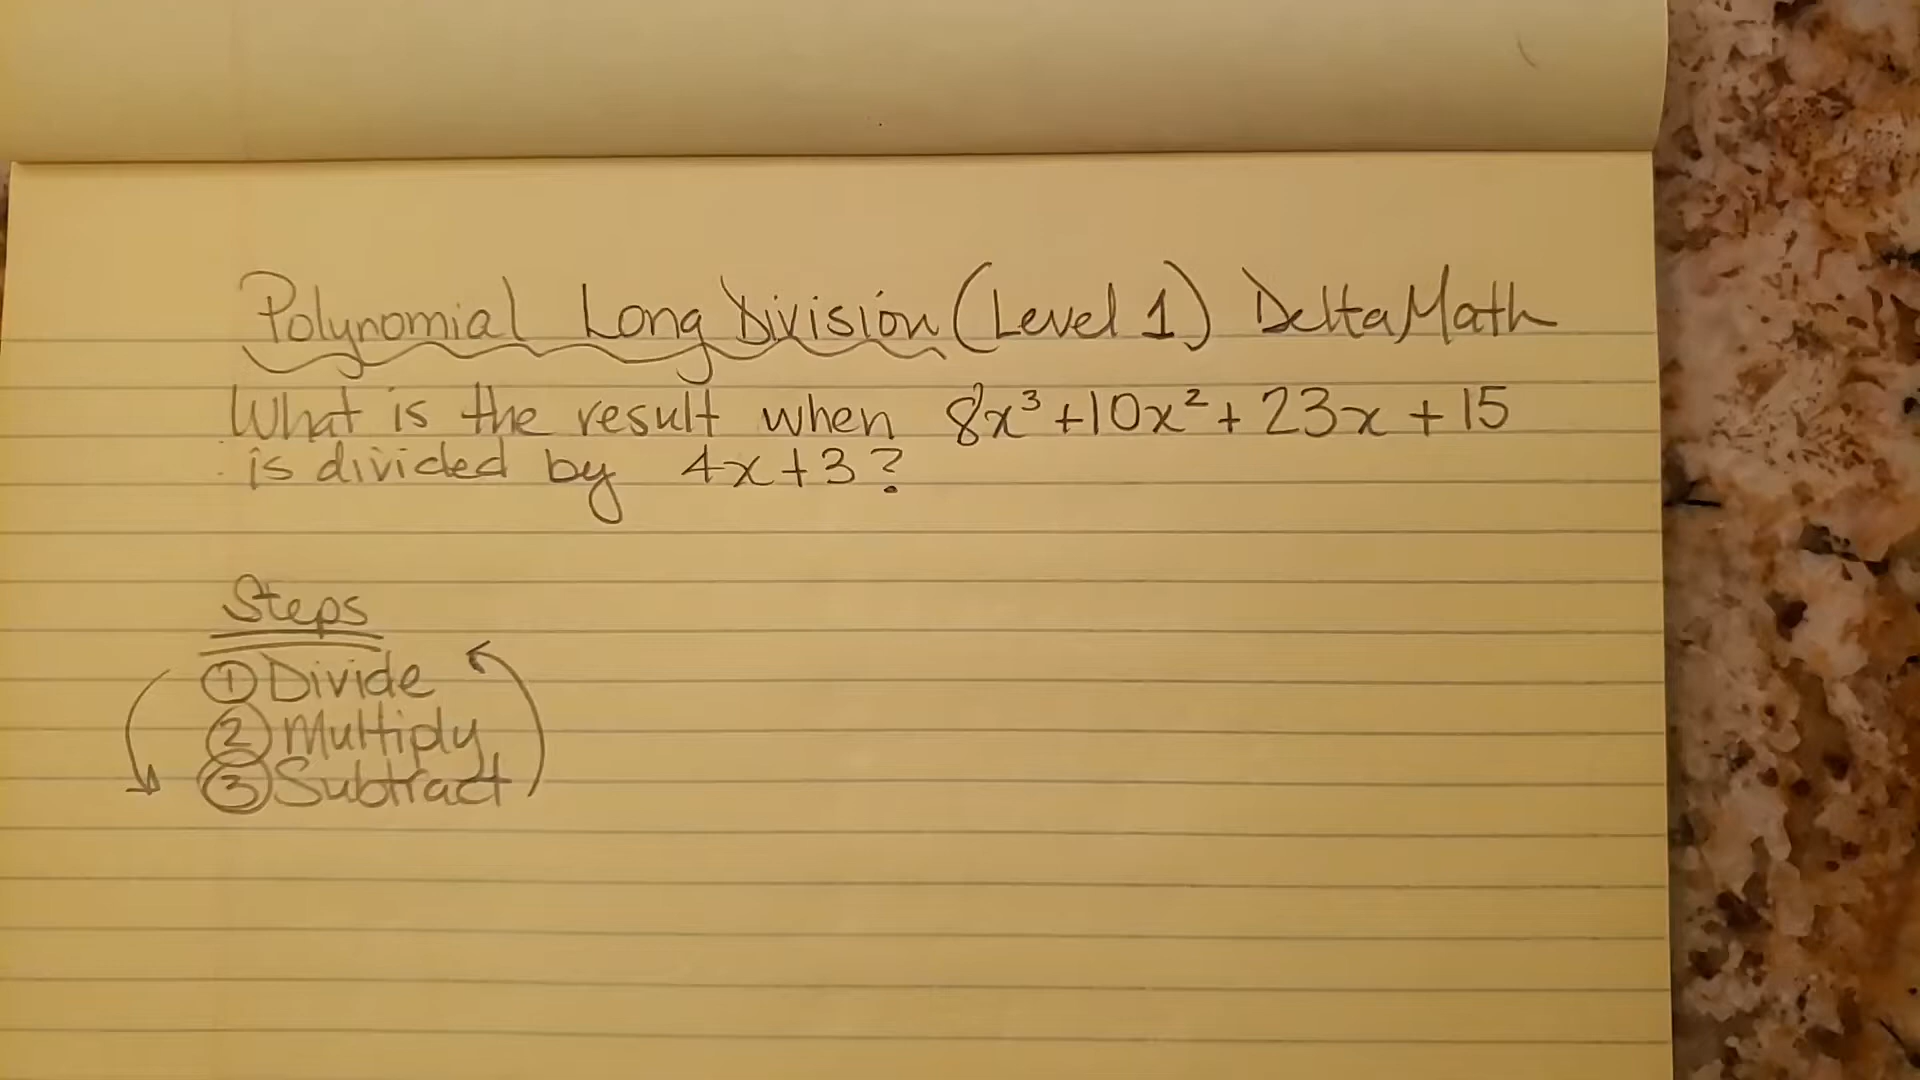 Polynomial Long Division (Level 1) DeltaMath
What is the result when 8x³+10x²+23x+15
is divided by 4x+3?
Steps
① Divide
② Multiply
③ Subtract